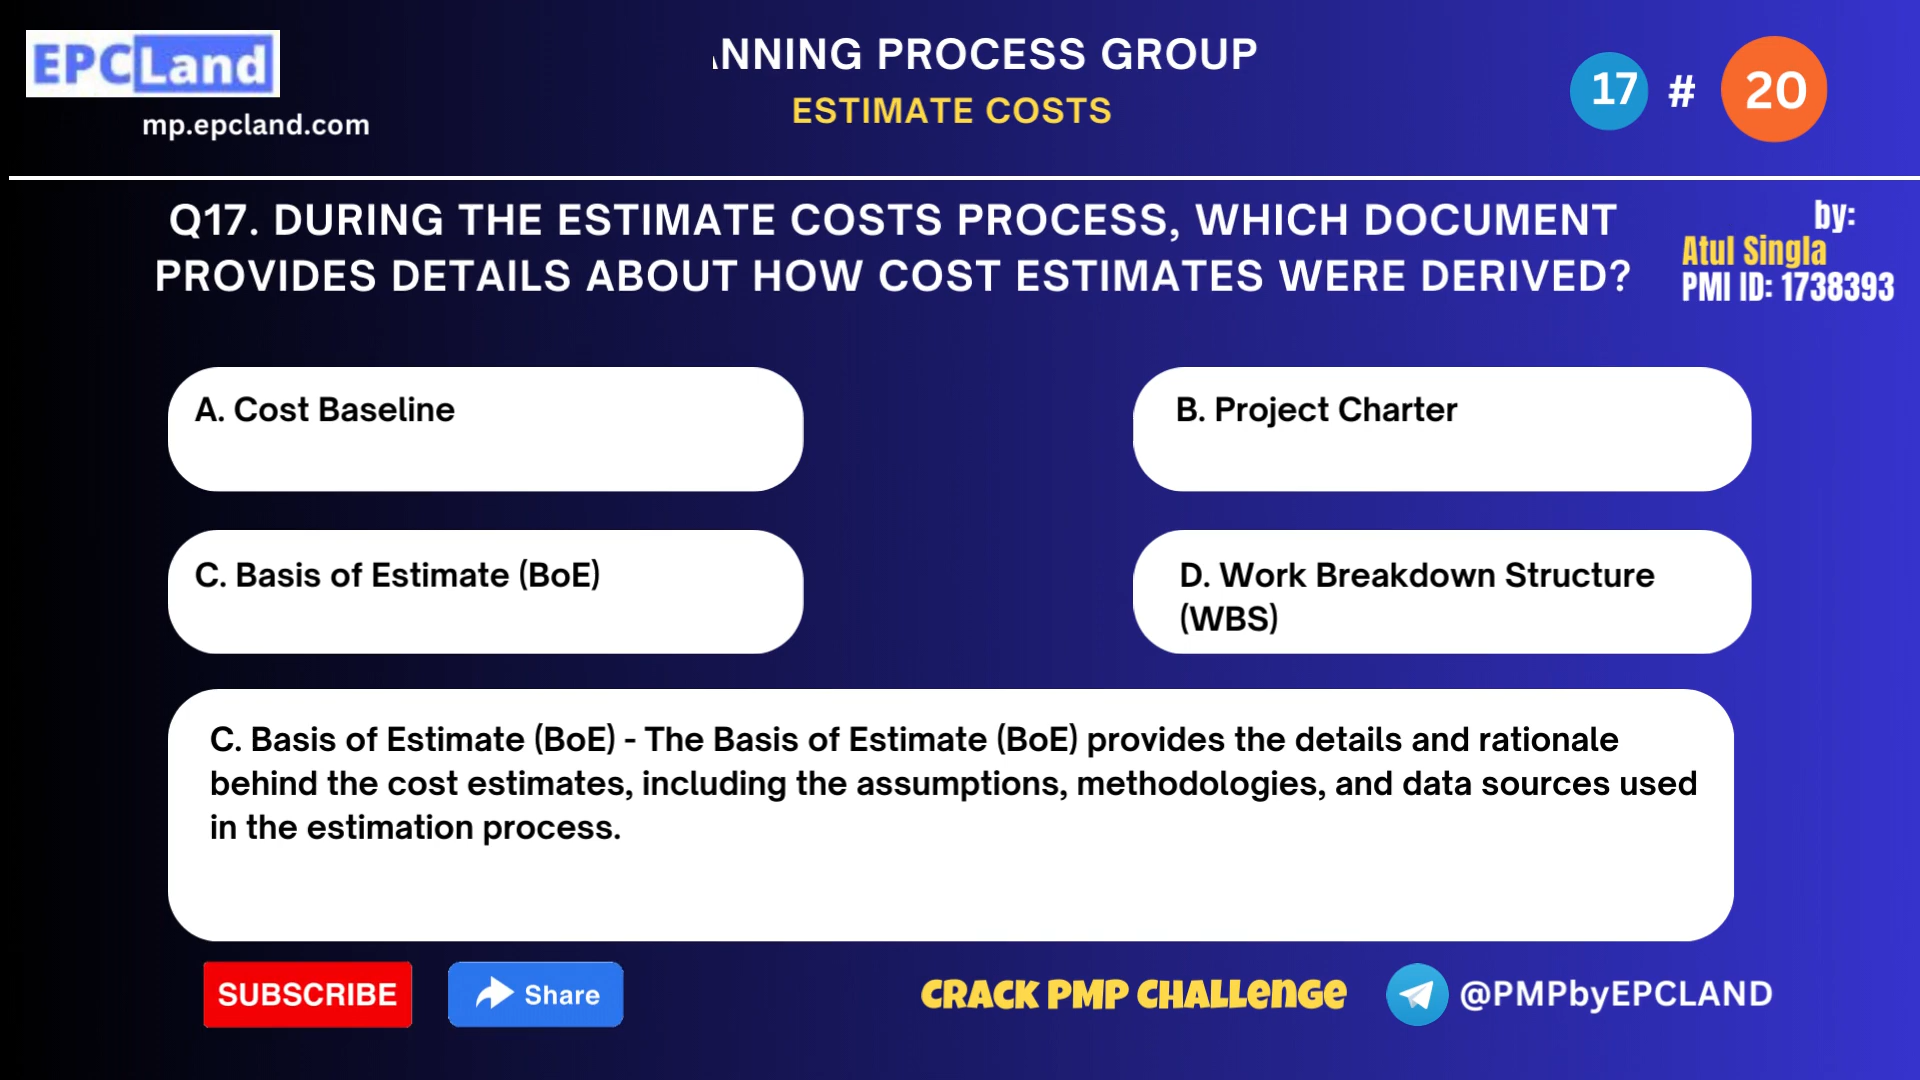 EPCLand
mp.epcland.com
NNING PROCESS GROUP
ESTIMATE COSTS
17 # 20
Q17. DURING THE ESTIMATE COSTS PROCESS, WHICH DOCUMENT
PROVIDES DETAILS ABOUT HOW COST ESTIMATES WERE DERIVED?
by:
Atul Singla
PMI ID: 1738393
A. Cost Baseline
B. Project Charter
C. Basis of Estimate (BoE)
D. Work Breakdown Structure
(WBS)
C. Basis of Estimate (BoE) - The Basis of Estimate (BoE) provides the details and rationale
behind the cost estimates, including the assumptions, methodologies, and data sources used
in the estimation process.
SUBSCRIBE
Share
CRACK PMP CHALLENGE
@PMPbyEPCLAND